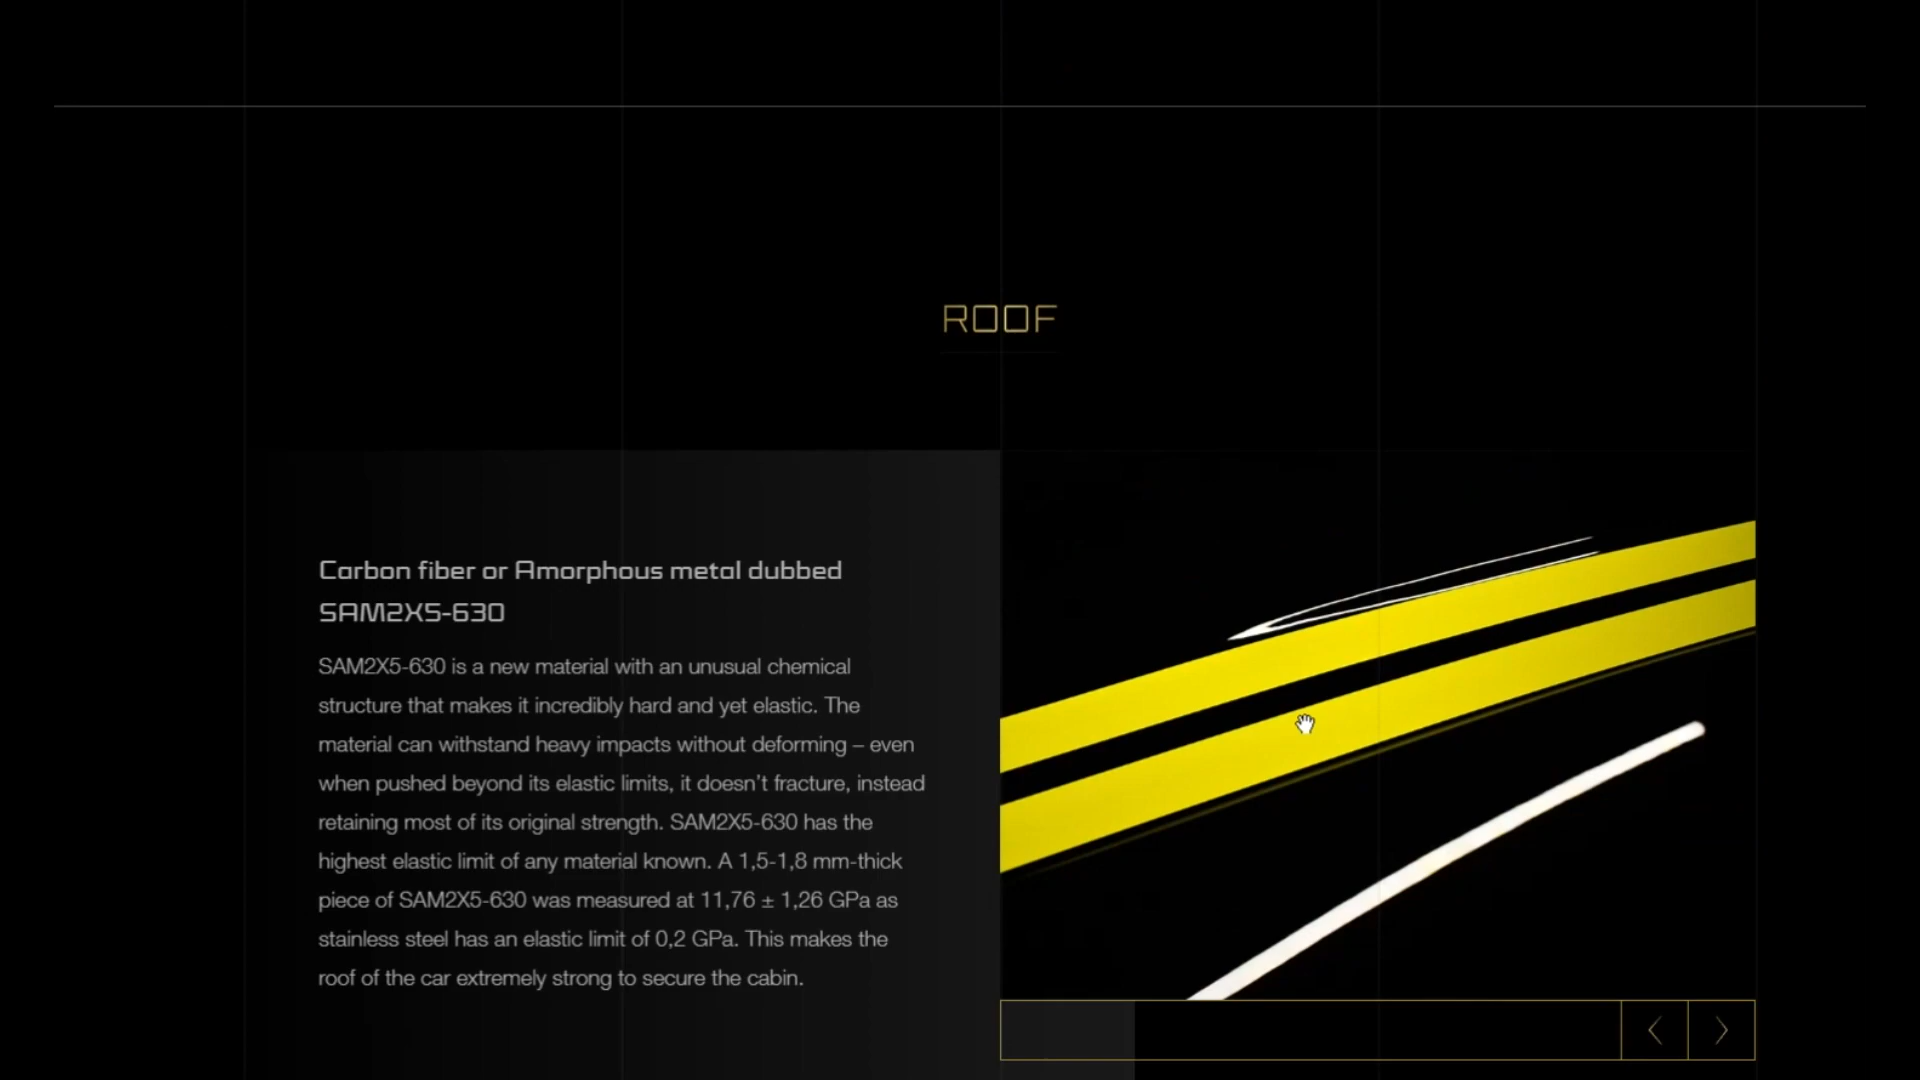 ROOF
Carbon fiber or Amorphous metal dubbed
SAM2X5-630
SAM2X5-630 is a new material with an unusual chemical
structure that makes it incredibly hard and yet elastic. The
material can withstand heavy impacts without deforming – even
when pushed beyond its elastic limits, it doesn't fracture, instead
retaining most of its original strength. SAM2X5-630 has the
highest elastic limit of any material known. A 1,5-1,8 mm-thick
piece of SAM2X5-630 was measured at 11,76 ± 1,26 GPa as
stainless steel has an elastic limit of 0,2 GPa. This makes the
roof of the car extremely strong to secure the cabin.